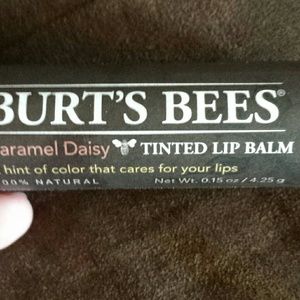 BURT'S BEES®
aramel Daisy TINTED LIP BALM
hint of color that cares for your lips
00% NATURAL Net Wt. 0.15 oz / 4.25 g